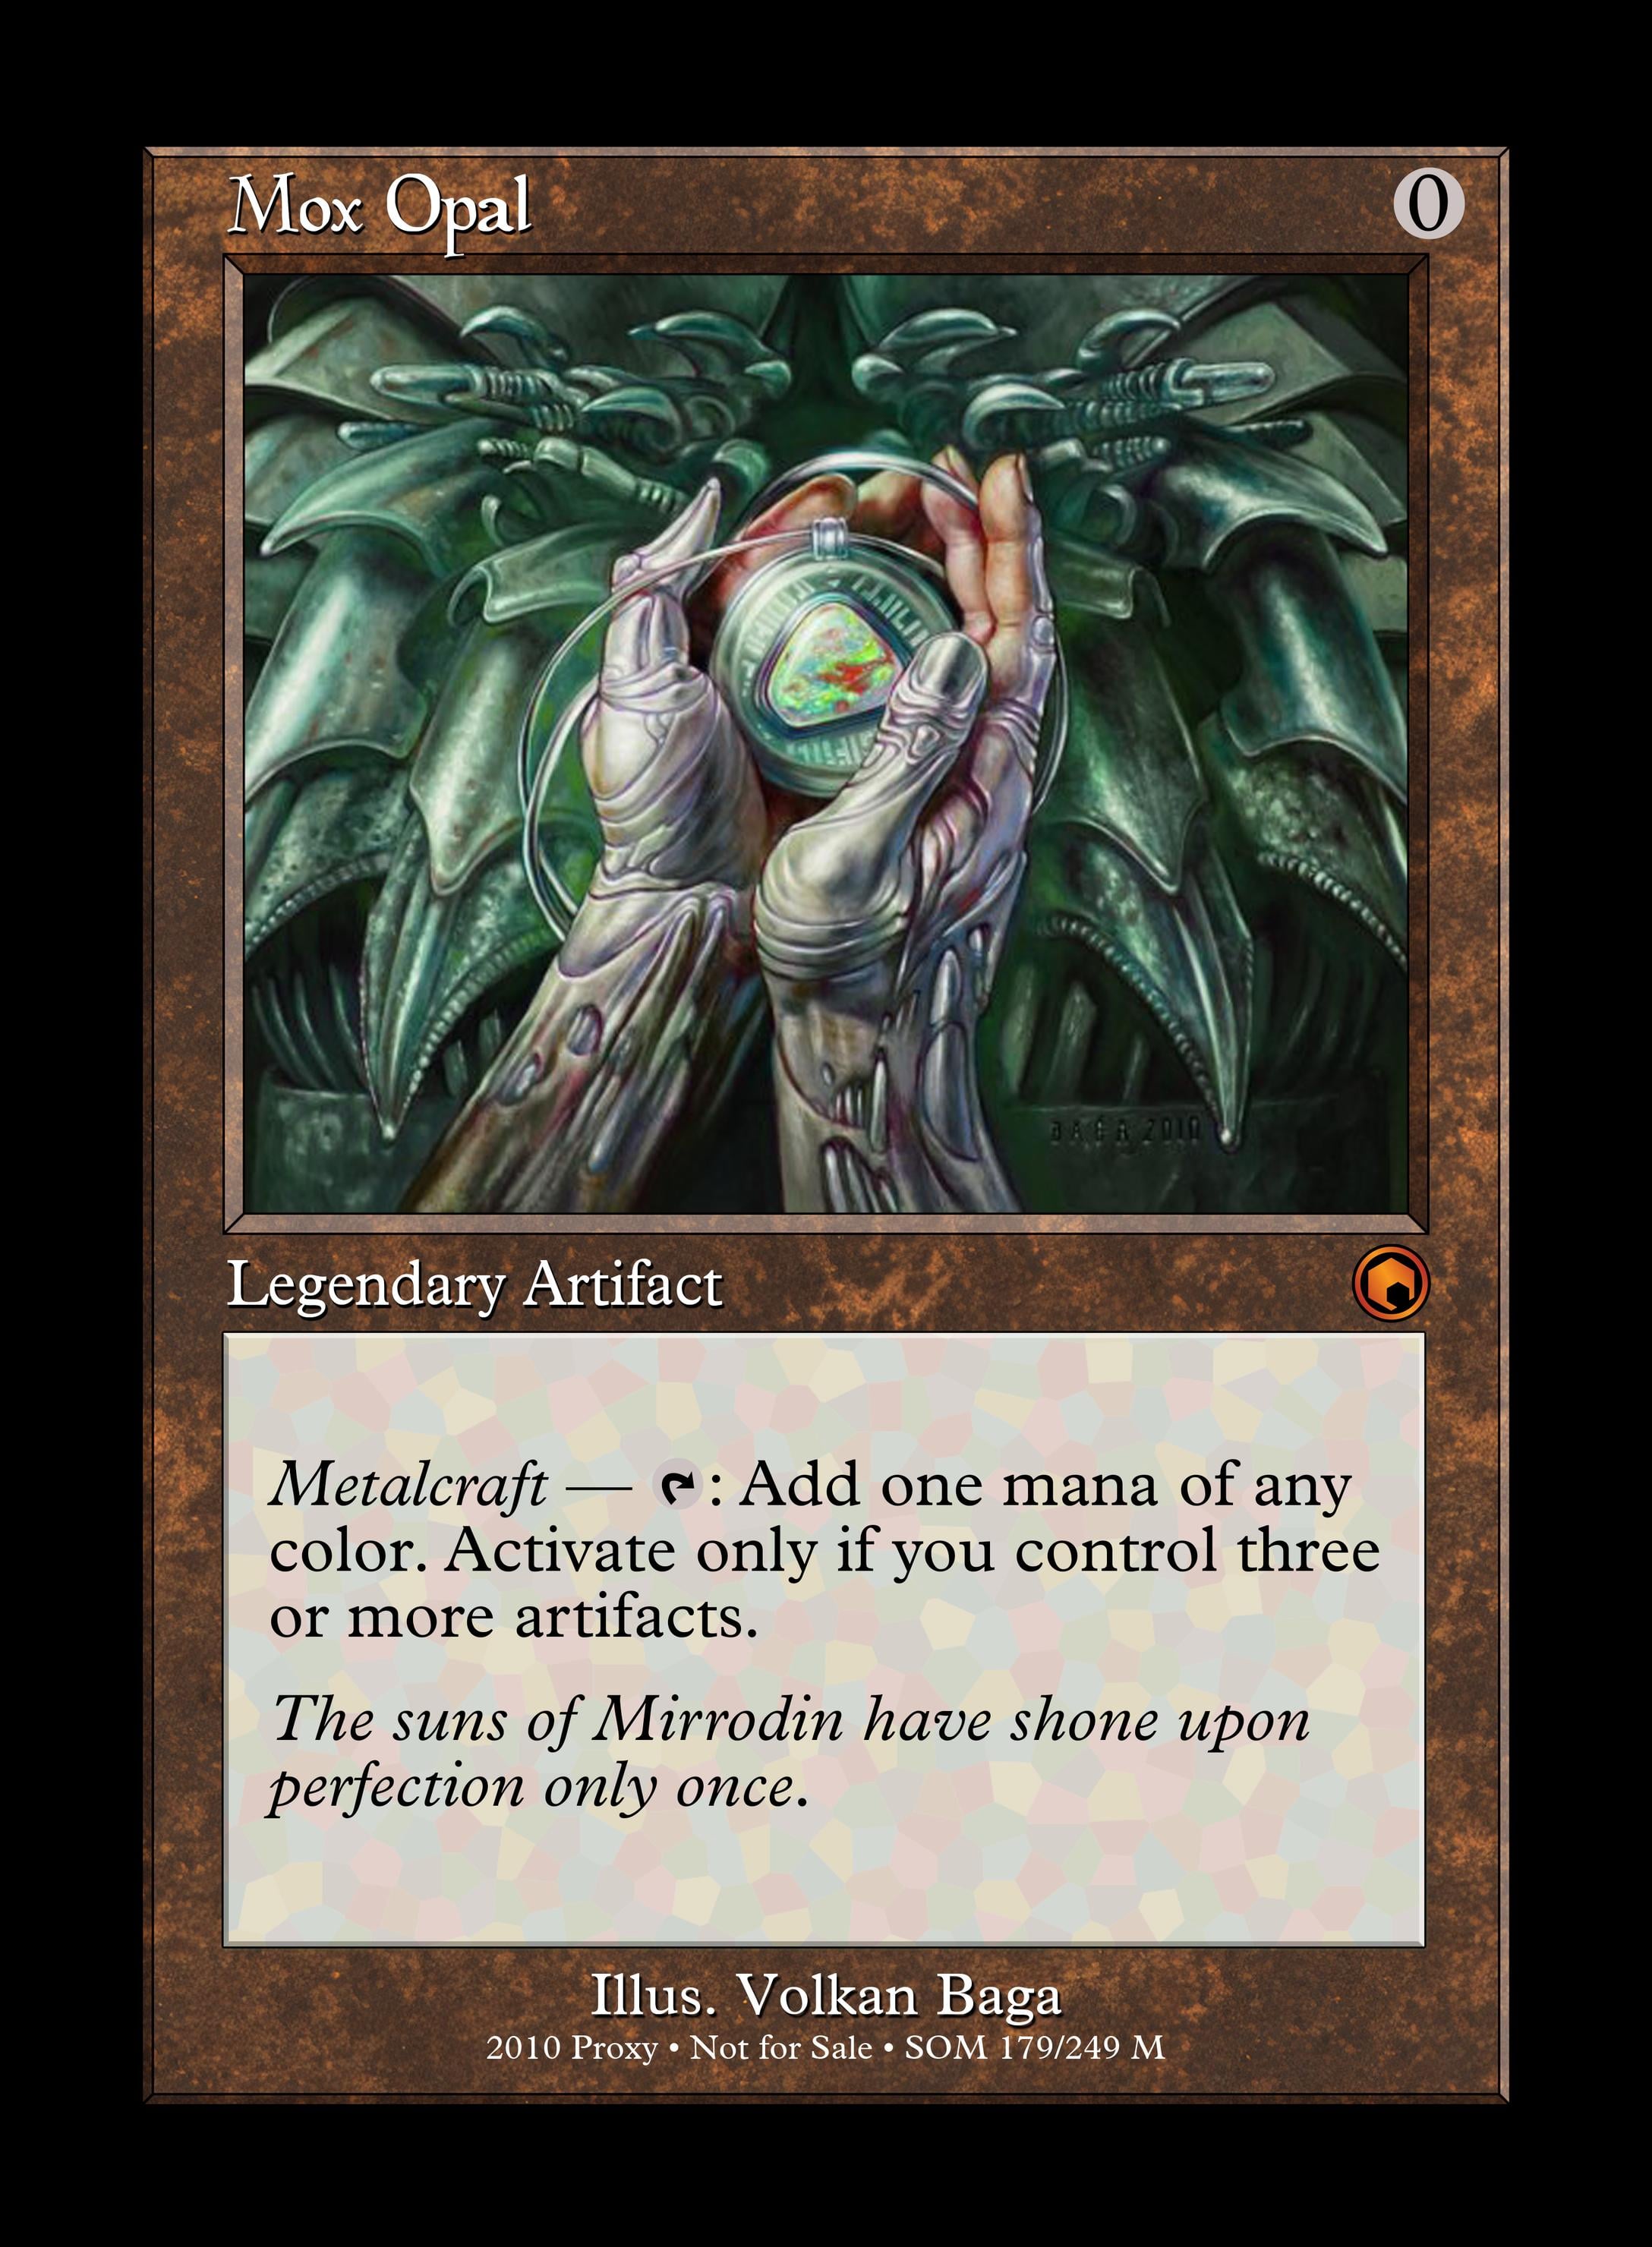 Mox Opal
0
BAGA 2010
Legendary Artifact
Metalcraft — : Add one mana of any
color. Activate only if you control three
or more artifacts.
The suns of Mirrodin have shone upon
perfection only once.
Illus. Volkan Baga
2010 Proxy • Not for Sale • SOM 179/249 M